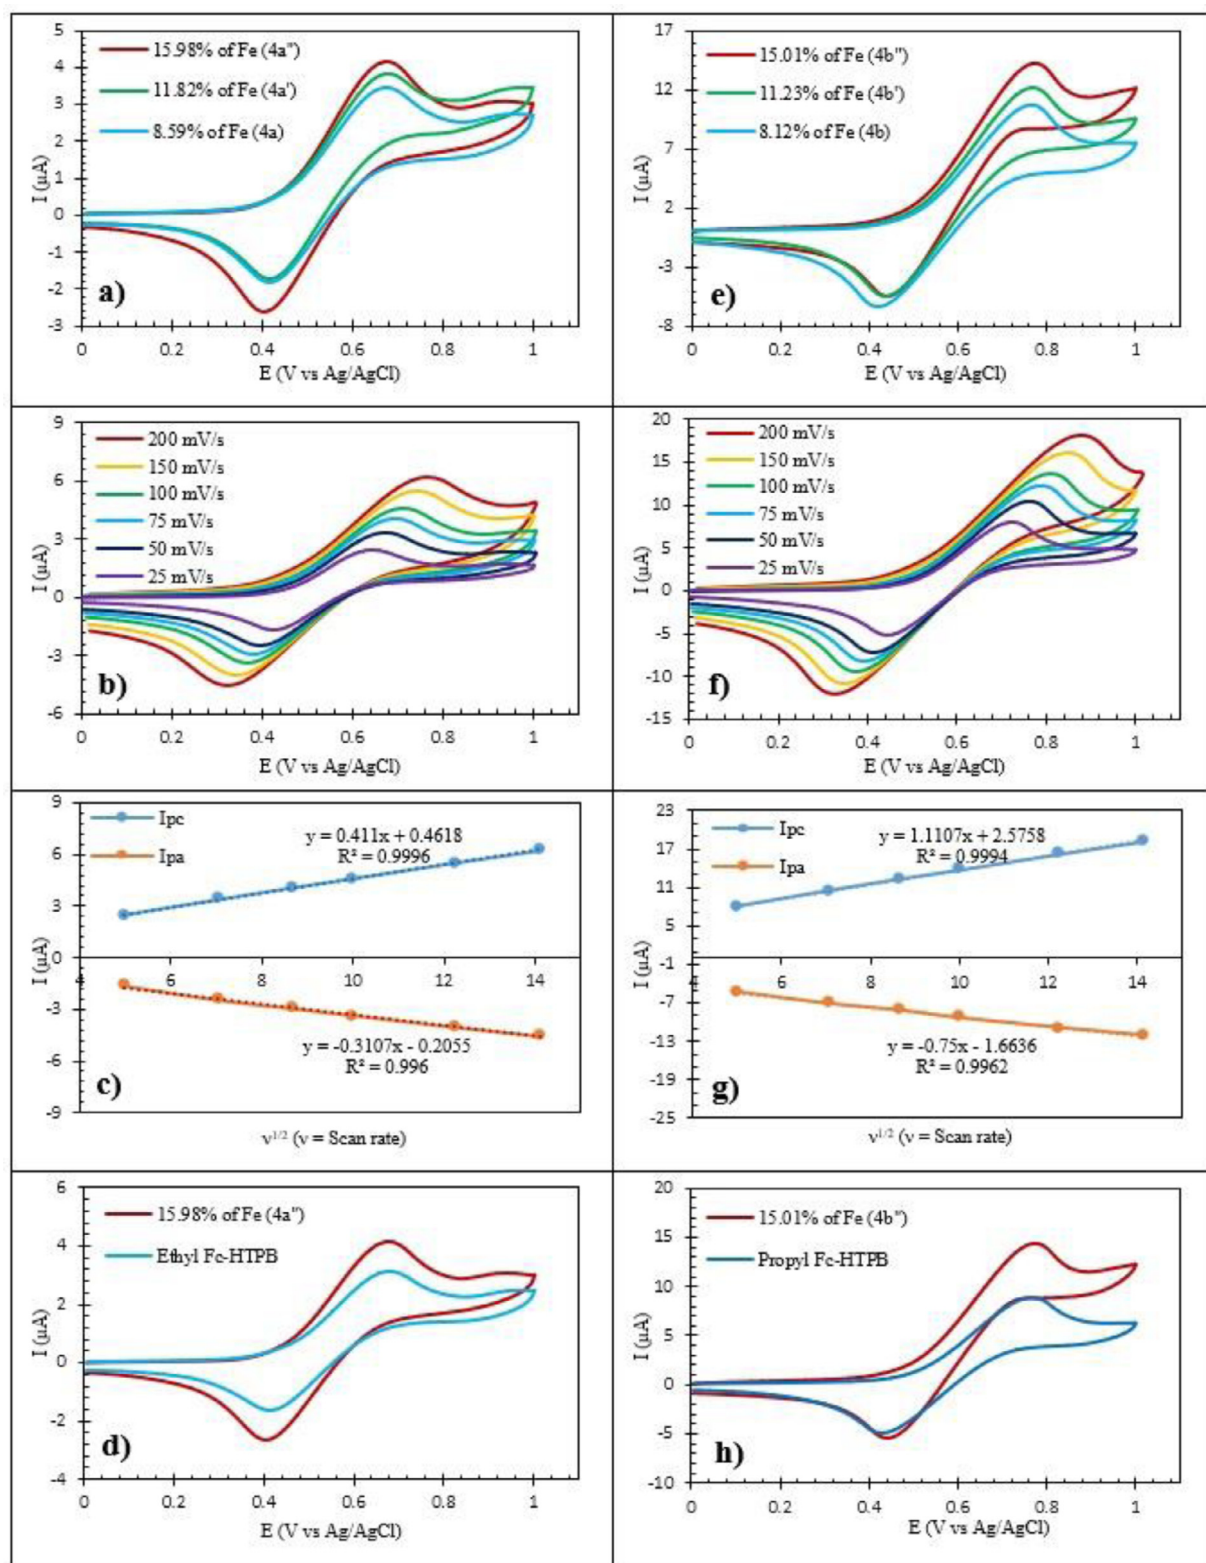 5
4
3
2
1
0
-1
-2
-3
I (µA)
15.98% of Fe (4a")
11.82% of Fe (4a')
8.59% of Fe (4a)
a)
0 0.2 0.4 0.6 0.8 1
E (V vs Ag/AgCl)
17
12
7
2
-3
-8
I (µA)
15.01% of Fe (4b")
11.23% of Fe (4b')
8.12% of Fe (4b)
e)
0 0.2 0.4 0.6 0.8 1
E (V vs Ag/AgCl)
9
6
3
0
-3
-6
I (µA)
200 mV/s
150 mV/s
100 mV/s
75 mV/s
50 mV/s
25 mV/s
b)
0 0.2 0.4 0.6 0.8 1
E (V vs Ag/AgCl)
20
15
10
5
0
-5
-10
-15
I (µA)
200 mV/s
150 mV/s
100 mV/s
75 mV/s
50 mV/s
25 mV/s
f)
0 0.2 0.4 0.6 0.8 1
E (V vs Ag/AgCl)
9
6
3
0
-3
-6
-9
I (µA)
Ipc
Ipa
y = 0.411x + 0.4618
R² = 0.9996
4 6 8 10 12 14
y = -0.3107x - 0.2055
R² = 0.996
c)
v1/2 (v = Scan rate)
23
17
11
5
-1
-7
-13
-19
-25
I (µA)
Ipc
Ipa
y = 1.1107x + 2.5758
R² = 0.9994
4 6 8 10 12 14
y = -0.75x - 1.6636
R² = 0.9962
g)
v1/2 (v = Scan rate)
6
4
2
0
-2
-4
I (µA)
15.98% of Fe (4a")
Ethyl Fc-HTPB
d)
0 0.2 0.4 0.6 0.8 1
E (V vs Ag/AgCl)
20
15
10
5
0
-5
-10
I (µA)
15.01% of Fe (4b")
Propyl Fc-HTPB
h)
0 0.2 0.4 0.6 0.8 1
E (V vs Ag/AgCl)